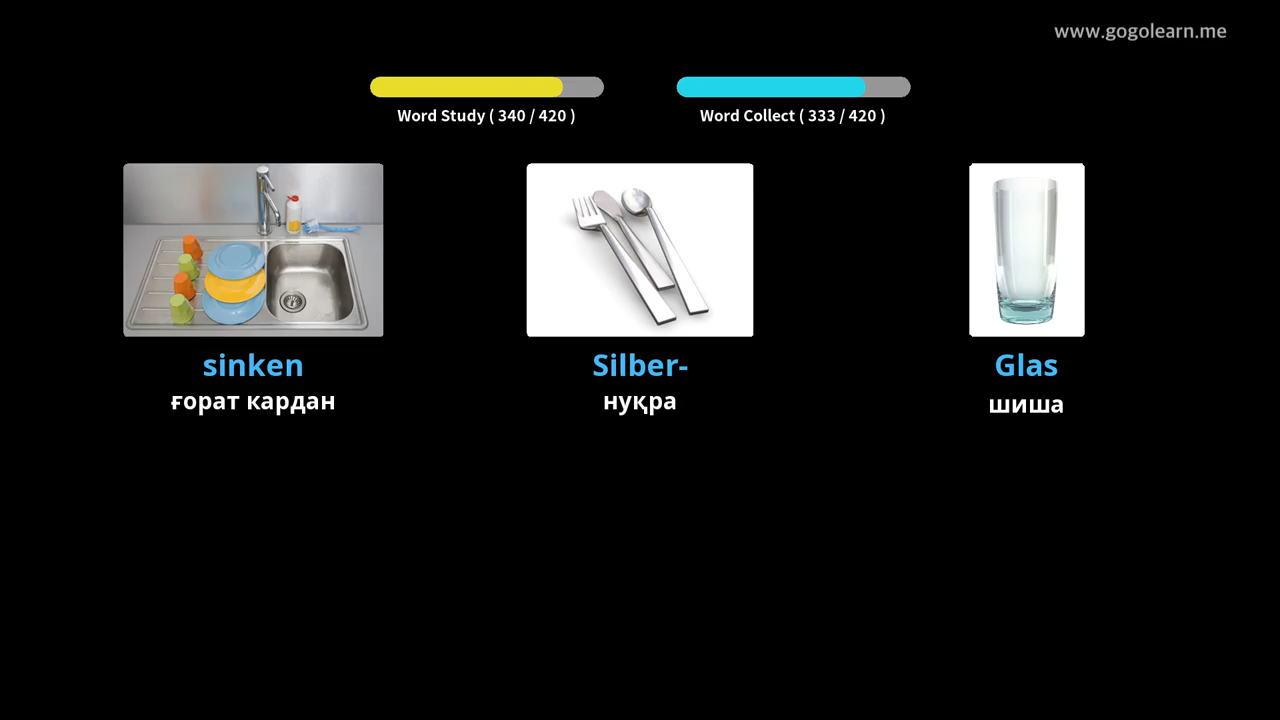 www.gogolearn.me
Word Study ( 340 / 420 )
Word Collect ( 333 / 420 )
sinken
Silber-
Glas
ғорат кардан
нуқра
шиша